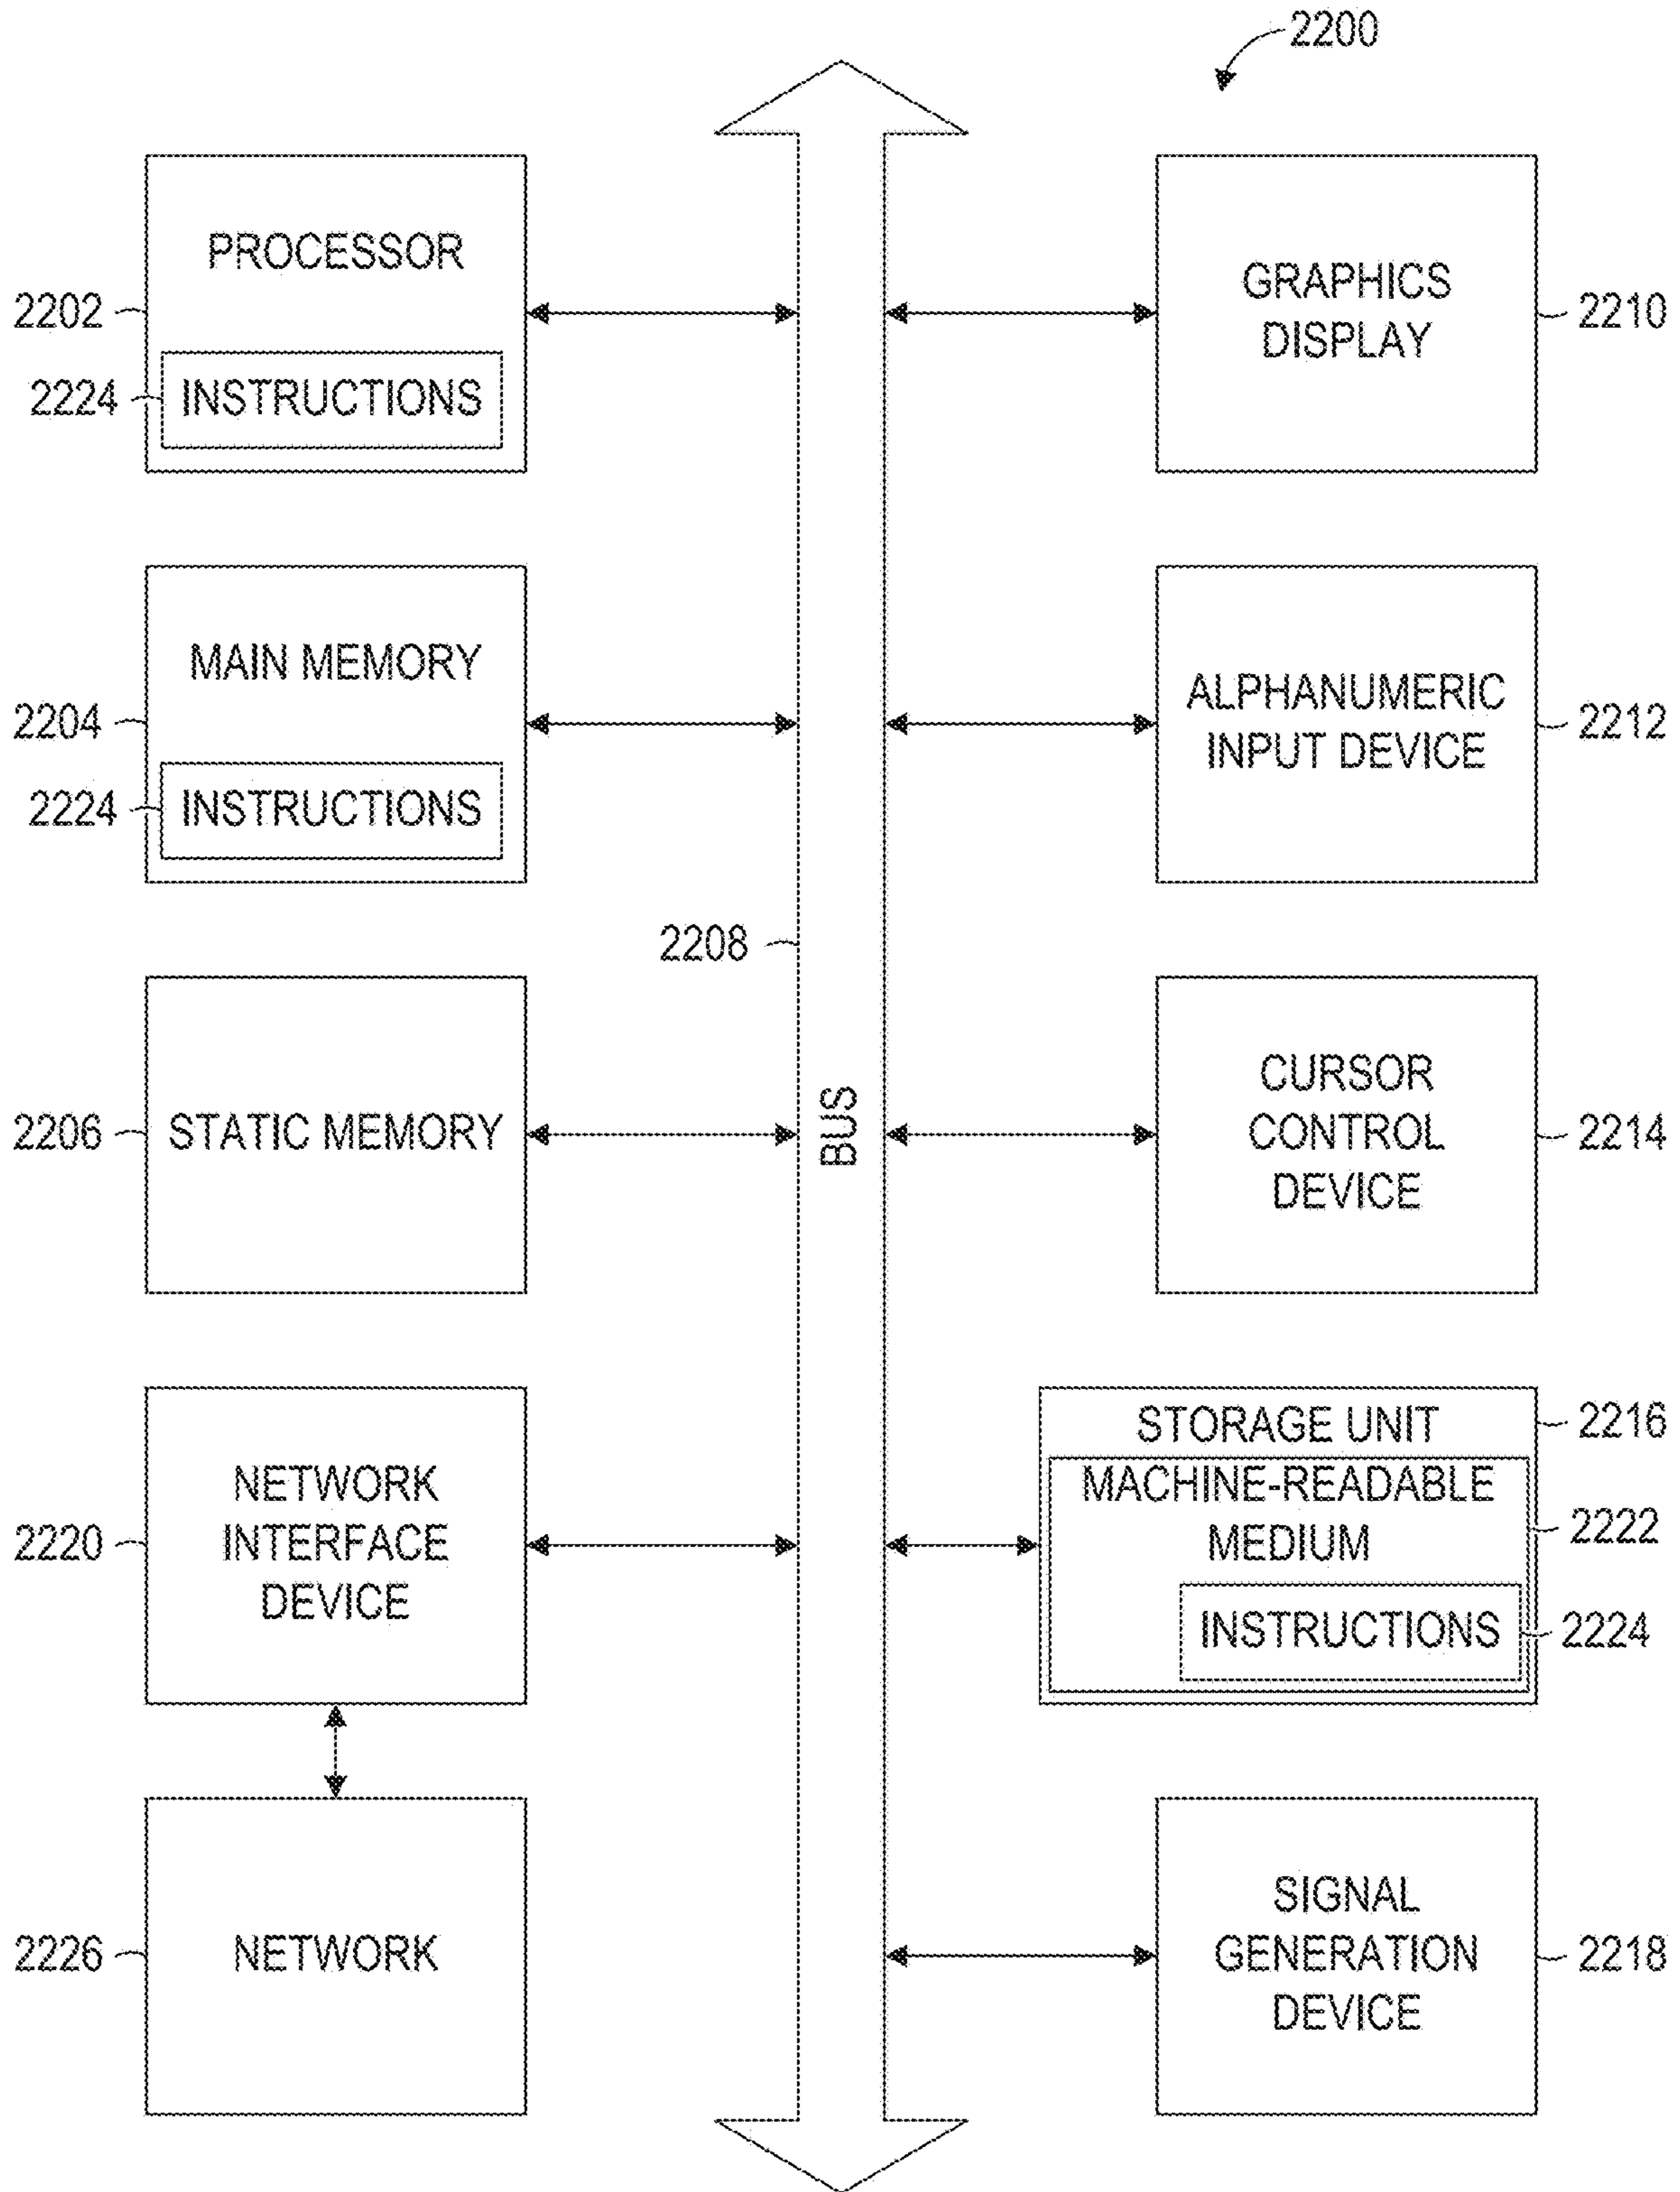 2200
PROCESSOR
2202
2224
INSTRUCTIONS
GRAPHICS
DISPLAY
2210
MAIN MEMORY
2204
2224
INSTRUCTIONS
ALPHANUMERIC
INPUT DEVICE
2212
2208
BUS
STATIC MEMORY
2206
CURSOR
CONTROL
DEVICE
2214
NETWORK
INTERFACE
DEVICE
2220
STORAGE UNIT
2216
MACHINE-READABLE
MEDIUM
2222
INSTRUCTIONS
2224
NETWORK
2226
SIGNAL
GENERATION
DEVICE
2218